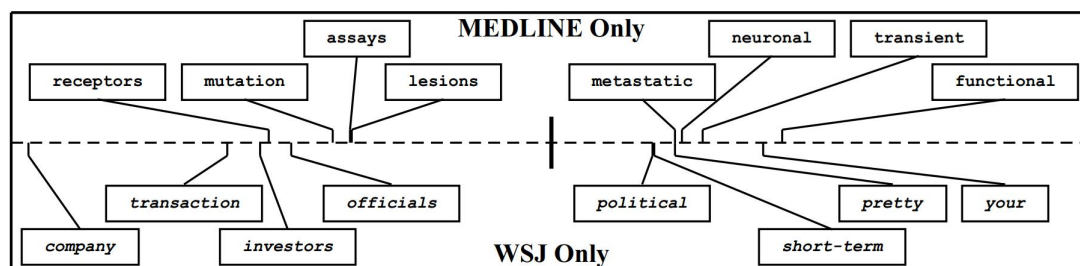 assays
MEDLINE Only
neuronal
transient
receptors
mutation
lesions
metastatic
functional
transaction
officials
political
pretty
your
company
investors
WSJ Only
short-term